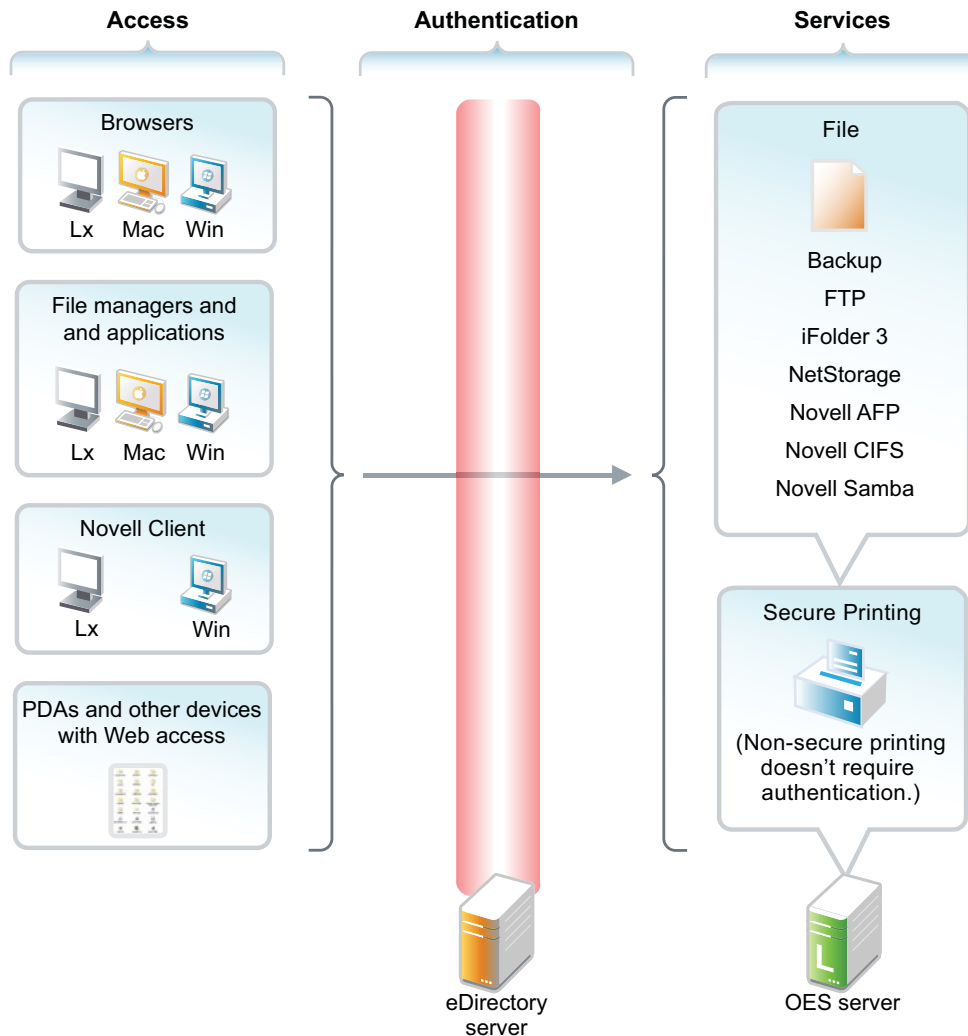 Access
Authentication
Services
Browsers
Lx
Mac
Win
File managers and
and applications
Lx
Mac
Win
Novell Client
Lx
Win
PDAs and other devices
with Web access
File
Backup
FTP
iFolder 3
NetStorage
Novell AFP
Novell CIFS
Novell Samba
Secure Printing
(Non-secure printing
doesn't require
authentication.)
eDirectory
server
L
OES server